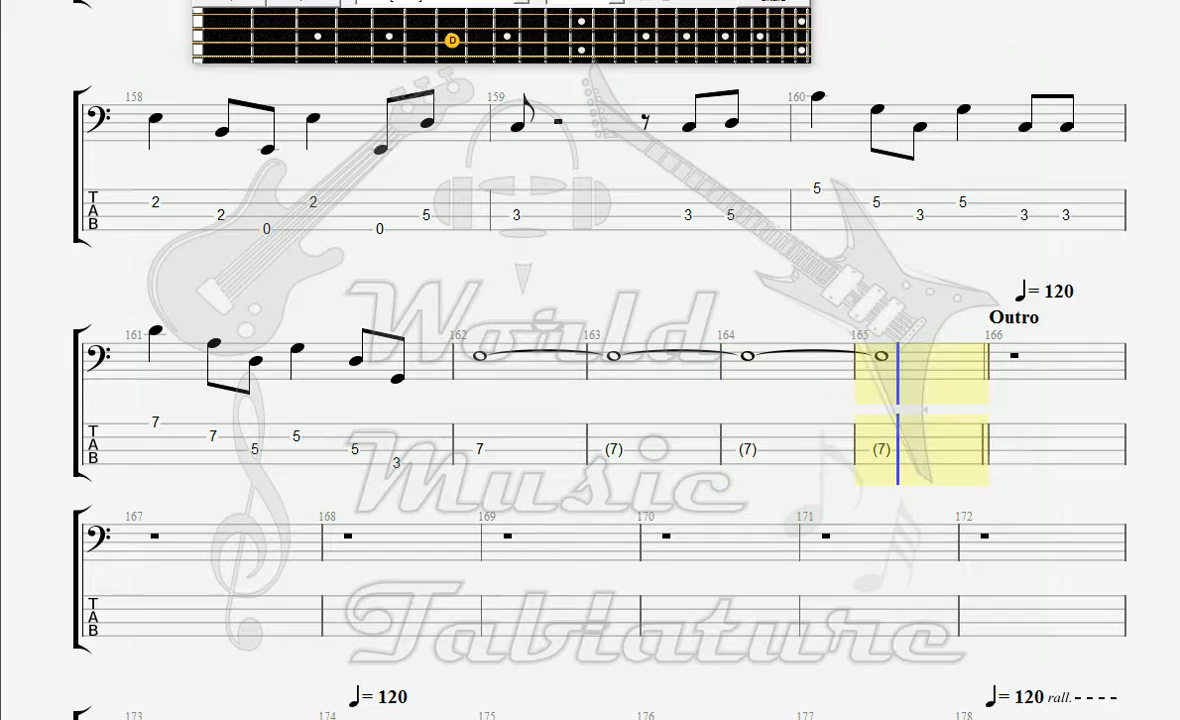 D
158 159 160
2 2 0 2 0 5 3 3 5 5 5 3 5 3 3
T
A
B
World
♩= 120
Outro
161 162 163 164 165 166
7 7 5 5 5 3 7 (7) (7) (7)
T
A
B
Music
167 168 169 170 171 172
T
A
B
Tablature
♩= 120 ♩= 120 rall.
173 174 175 176 177 178